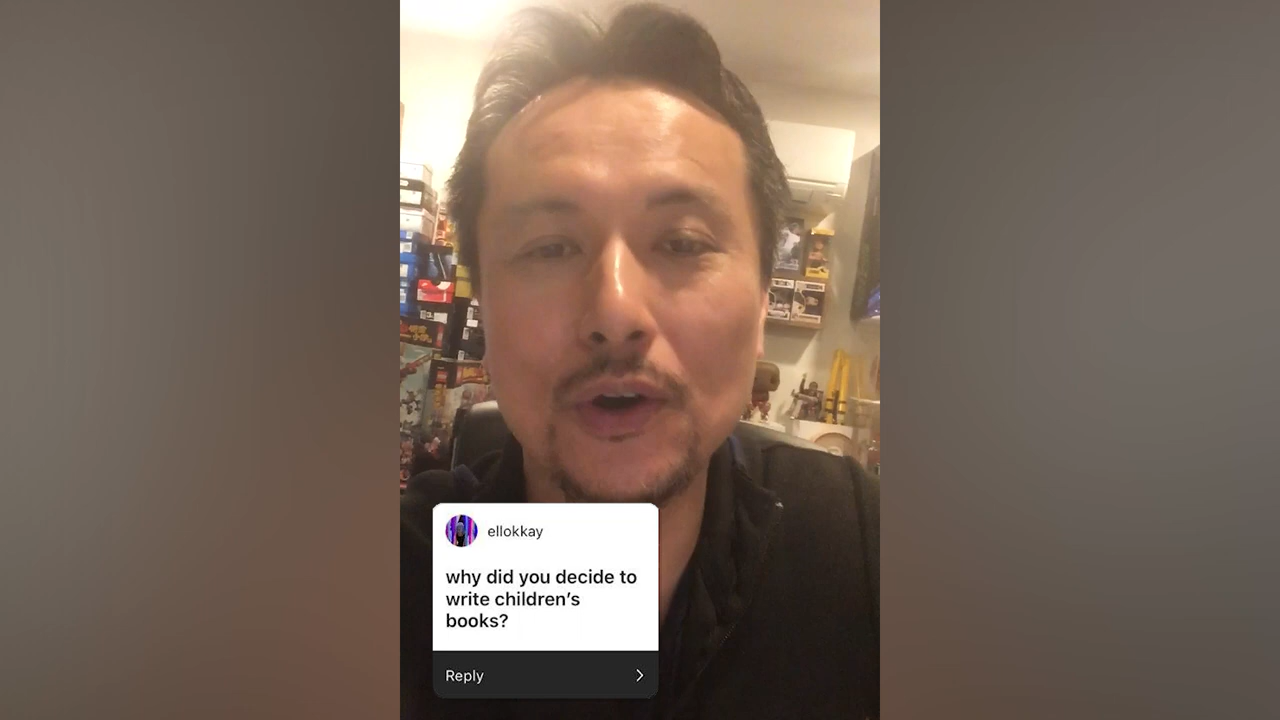 ellokkay
why did you decide to
write children's
books?
Reply